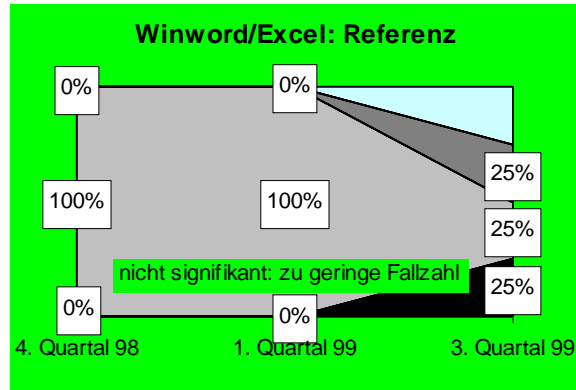 Winword/Excel: Referenz
0%
0%
100%
100%
25%
25%
nicht signifikant: zu geringe Fallzahl
25%
0%
0%
4. Quartal 98
1. Quartal 99
3. Quartal 99